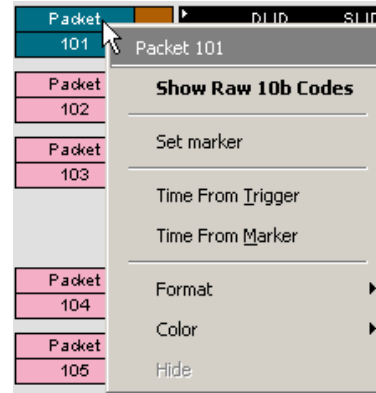 Packet DLID SLID
101
Packet 101
Packet
102
Show Raw 10b Codes
Set marker
Packet
103
Time From Trigger
Time From Marker
Packet
104
Format
Color
Packet
105
Hide